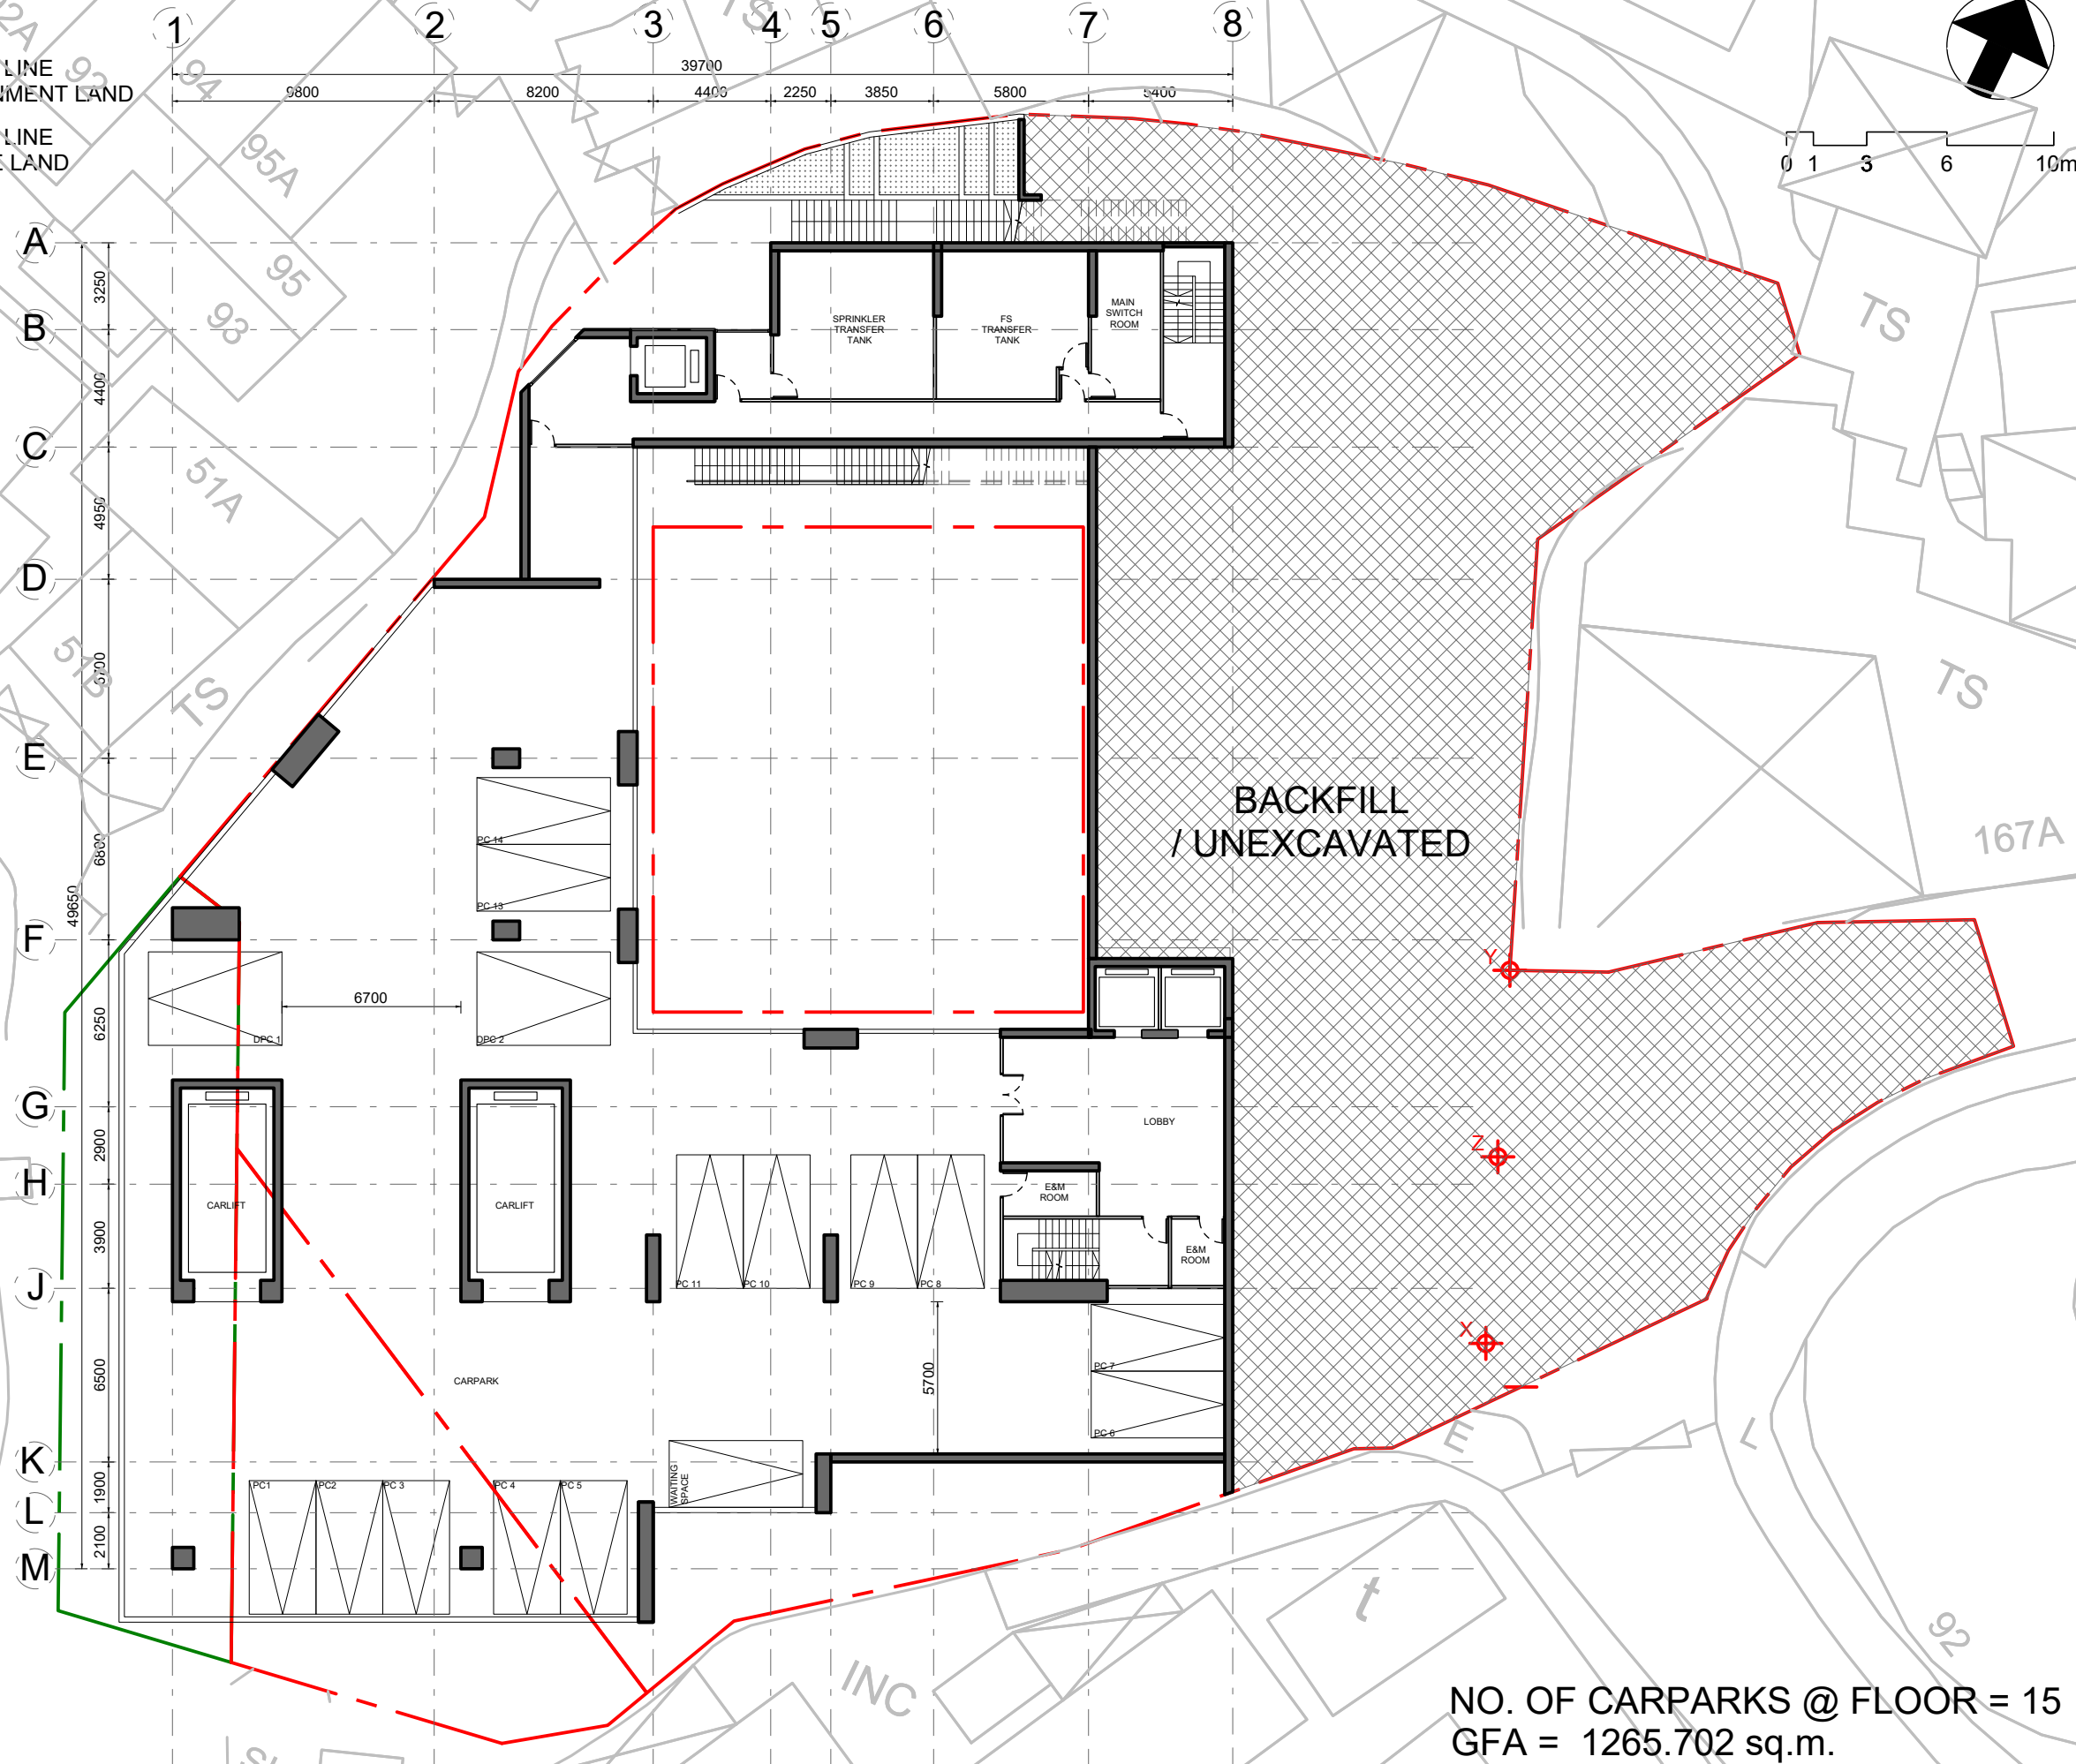 1 2 3 4 5 6 7 8
39700
9800 8200 4400 2250 3850 5800 5400
LINE
NMENT LAND
LINE
E LAND
0 1 3 6 10m
92
94
95A
95
93
51A
51B
TS
TS
TS
TS
167A
A
B
C
D
E
F
G
H
J
K
L
M
3250
4400
4950
6700
6800
49650
6250
2900
3900
6500
1900
2100
SPRINKLER
TRANSFER
TANK
FS
TRANSFER
TANK
MAIN
SWITCH
ROOM
BACKFILL
/ UNEXCAVATED
PC 14
PC 13
6700
DPC 1
DPC 2
Y
Z
X
LOBBY
CARLIFT
CARLIFT
E&M
ROOM
E&M
ROOM
PC 11 PC 10 PC 9 PC 8
PC 7
PC 6
5700
CARPARK
WAITING
SPACE
PC1 PC2 PC 3 PC 4 PC 5
E
L
t
92
INC
NO. OF CARPARKS @ FLOOR = 15
GFA = 1265.702 sq.m.